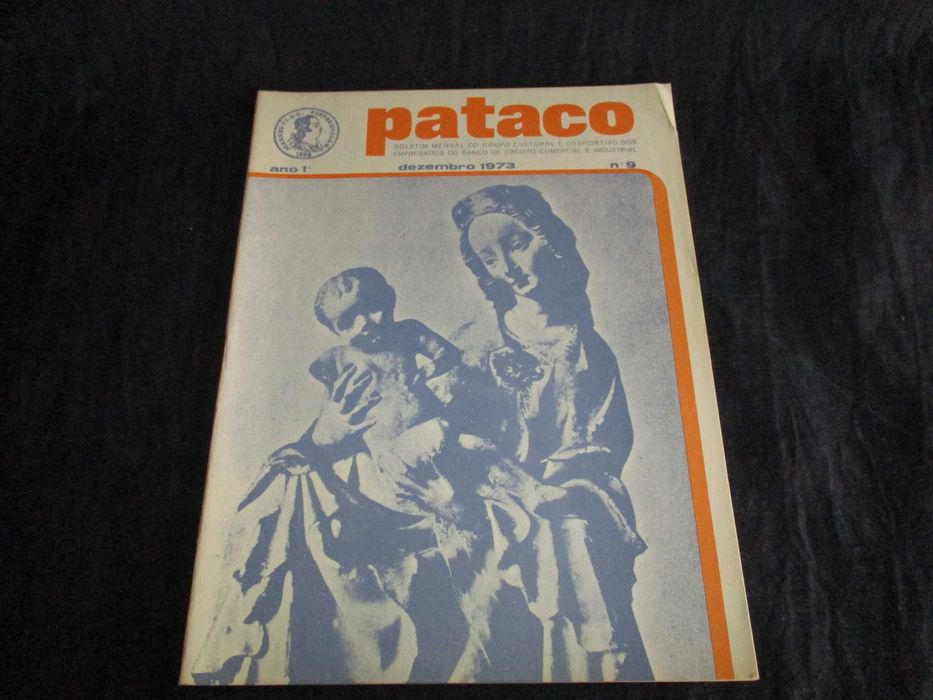 pataco
BOLETIM MENSAL DO GRUPO CULTURAL E DESPORTIVO DOS
EMPREGADOS DO BANCO DE CRÉDITO COMERCIAL E INDUSTRIAL
ano 1° dezembro 1973 n° 9